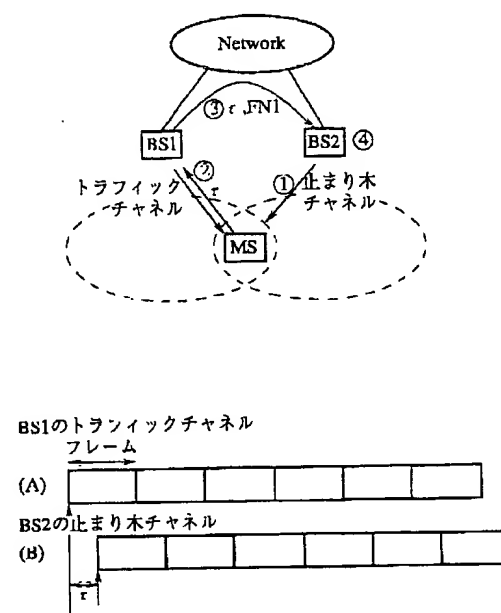 Network
③ τ ,FN1
BS1
BS2 ④
②
① 止まり木
チャネル
トラフィック
チャネル
τ
MS
BS1のトランィックチャネル
フレーム
(A)
BS2の止まり木チャネル
(B)
τ